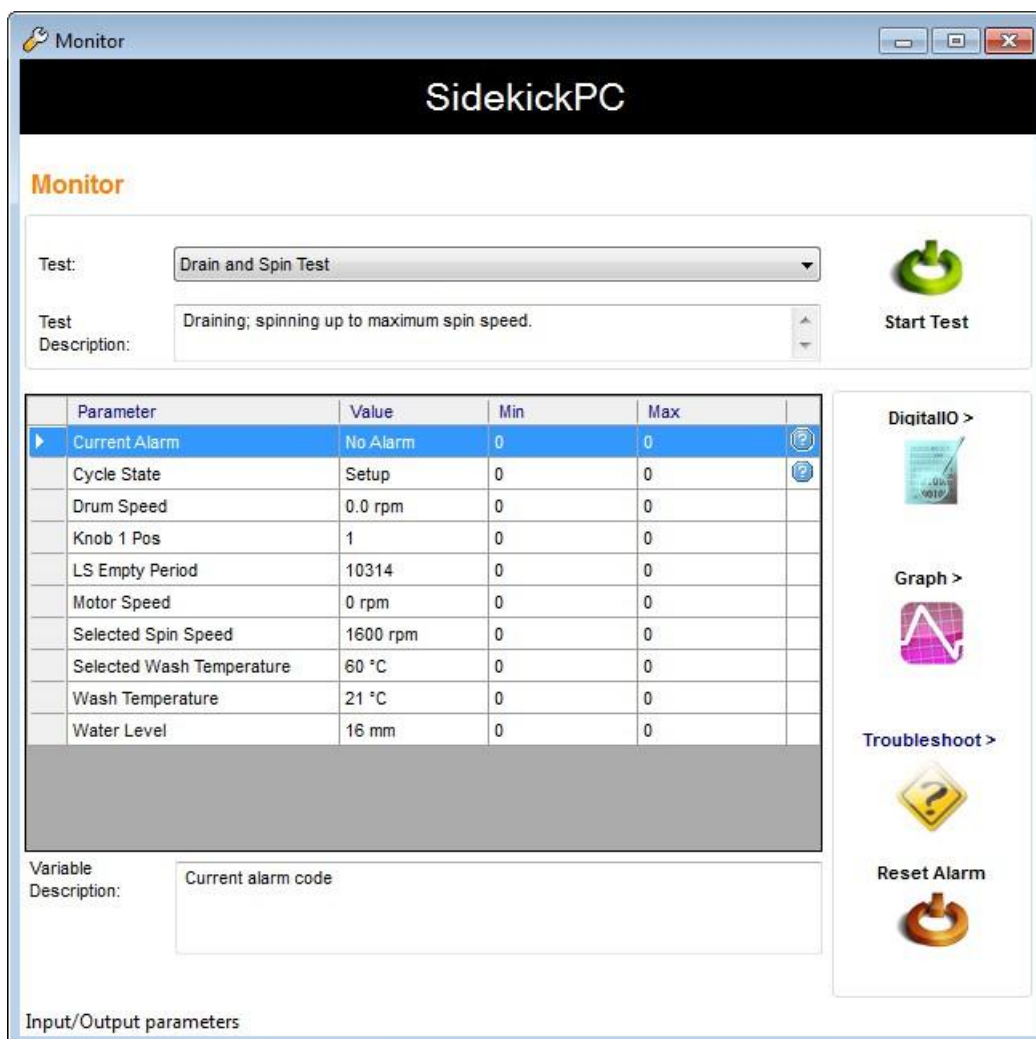 Monitor
SidekickPC
Monitor
Test:
Drain and Spin Test
Test
Description:
Draining; spinning up to maximum spin speed.
Start Test
Parameter Value Min Max
Current Alarm No Alarm 0 0
Cycle State Setup 0 0
Drum Speed 0.0 rpm 0 0
Knob 1 Pos 1 0 0
LS Empty Period 10314 0 0
Motor Speed 0 rpm 0 0
Selected Spin Speed 1600 rpm 0 0
Selected Wash Temperature 60 °C 0 0
Wash Temperature 21 °C 0 0
Water Level 16 mm 0 0
DigitalIO >
Graph >
Troubleshoot >
Reset Alarm
Variable
Description:
Current alarm code
Input/Output parameters